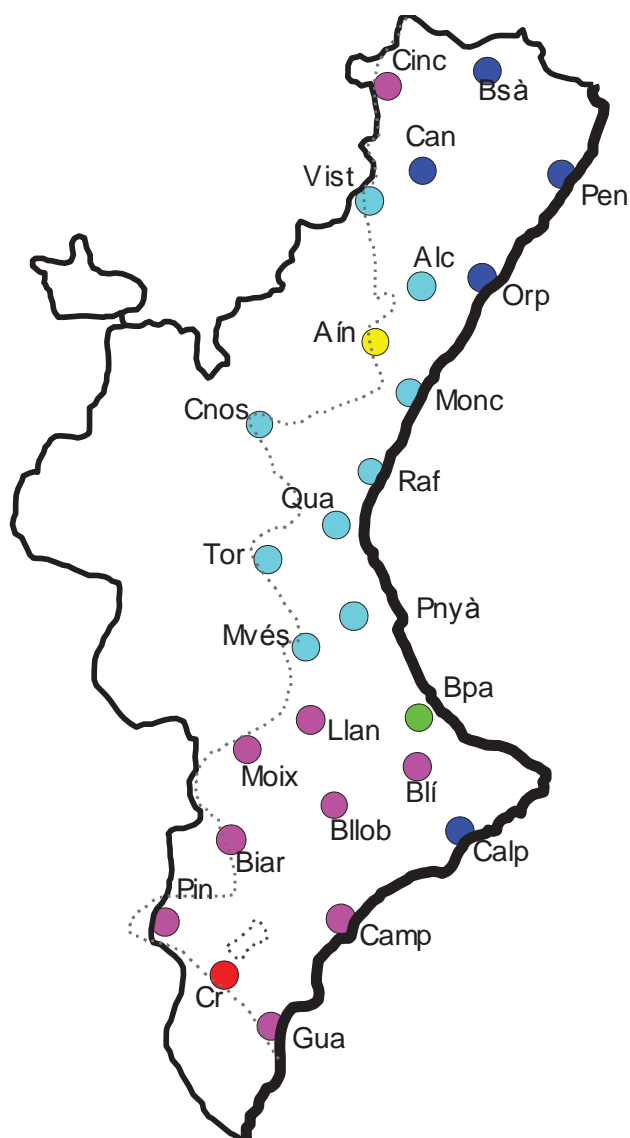 Cinc
Bsà
Can
Vist
Pen
Alc
Orp
Aín
Monc
Cnos
Raf
Qua
Tor
Pnyà
Mvés
Bpa
Llan
Moix
Blí
Bllob
Calp
Biar
Pin
Camp
Cr
Gua